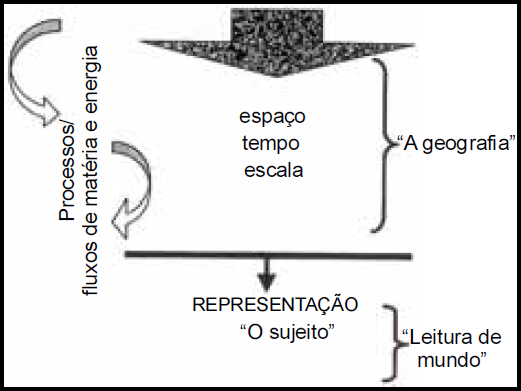 Processos/
fluxos de matéria e energia
espaço
tempo
escala
“A geografia”
REPRESENTAÇÃO
“O sujeito”
“Leitura de
mundo”